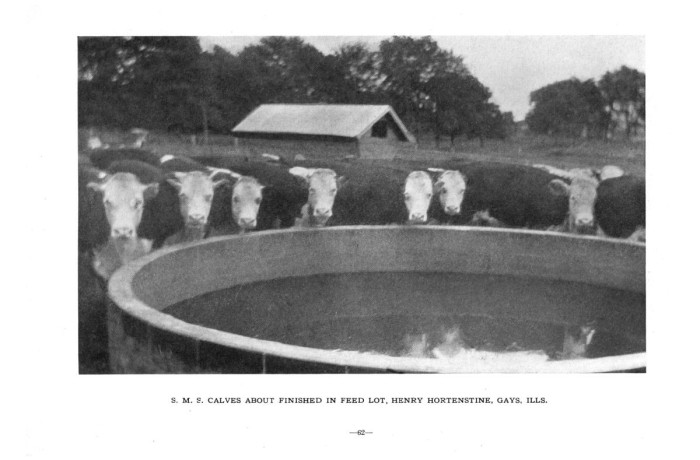 S. M. S. CALVES ABOUT FINISHED IN FEED LOT, HENRY HORTENSTINE, GAYS, ILLS.
—62—